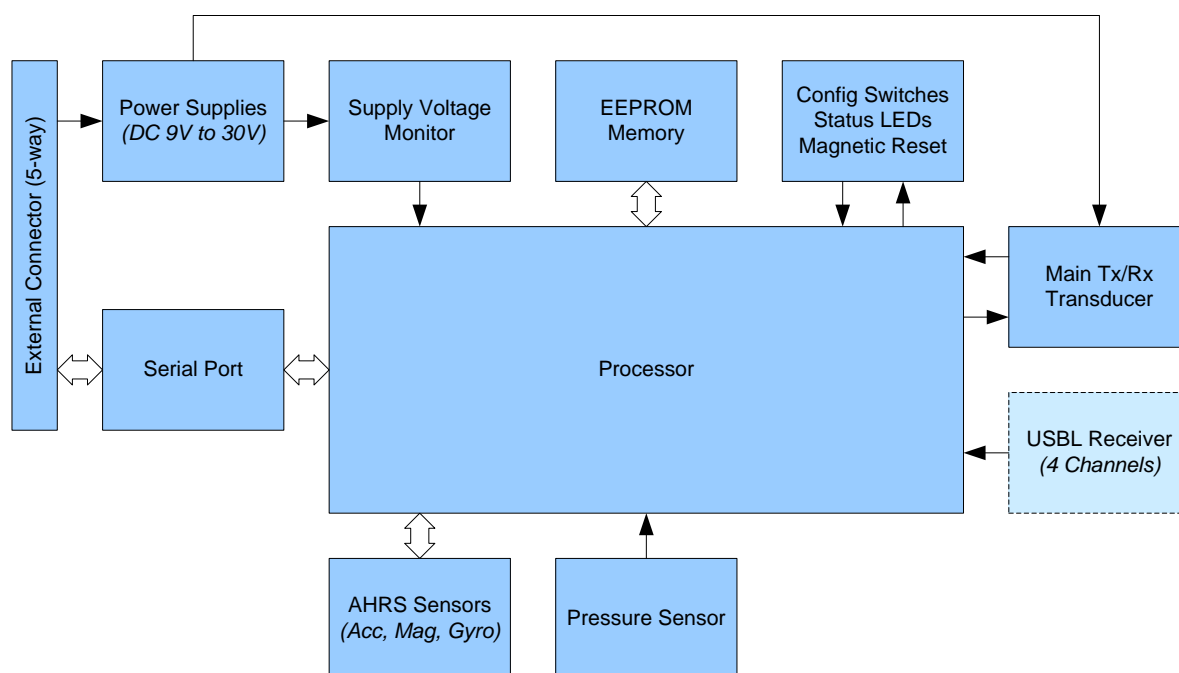 External Connector (5-way)
Power Supplies
(DC 9V to 30V)
Supply Voltage
Monitor
EEPROM
Memory
Config Switches
Status LEDs
Magnetic Reset
Main Tx/Rx
Transducer
Serial Port
Processor
USBL Receiver
(4 Channels)
AHRS Sensors
(Acc, Mag, Gyro)
Pressure Sensor